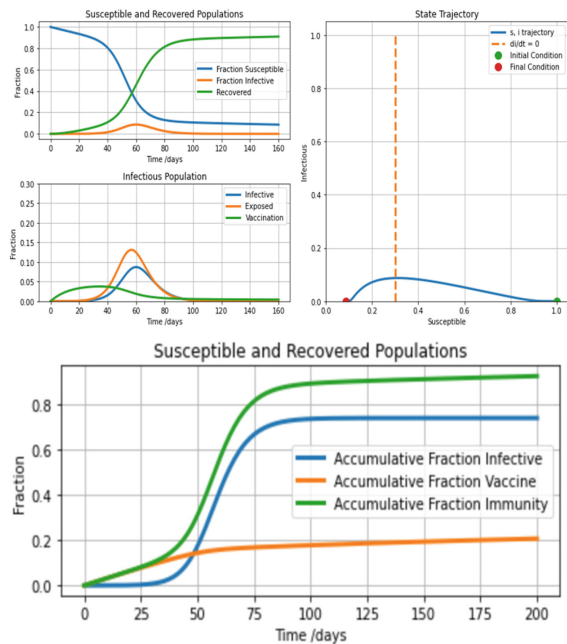 Susceptible and Recovered Populations
1.0
0.8
0.6
0.4
0.2
0.0
Fraction
Fraction Susceptible
Fraction Infective
Recovered
0 20 40 60 80 100 120 140 160
Time /days
Infectious Population
0.30
0.25
0.20
0.15
0.10
0.05
0.00
Fraction
Infective
Exposed
Vaccination
0 20 40 60 80 100 120 140 160
Time /days
State Trajectory
1.0
0.8
0.6
0.4
0.2
0.0
Infectious
s, i trajectory
di/dt = 0
Initial Condition
Final Condition
0.0 0.2 0.4 0.6 0.8 1.0
Susceptible
Susceptible and Recovered Populations
0.8
0.6
0.4
0.2
0.0
Fraction
Accumulative Fraction Infective
Accumulative Fraction Vaccine
Accumulative Fraction Immunity
0 25 50 75 100 125 150 175 200
Time /days